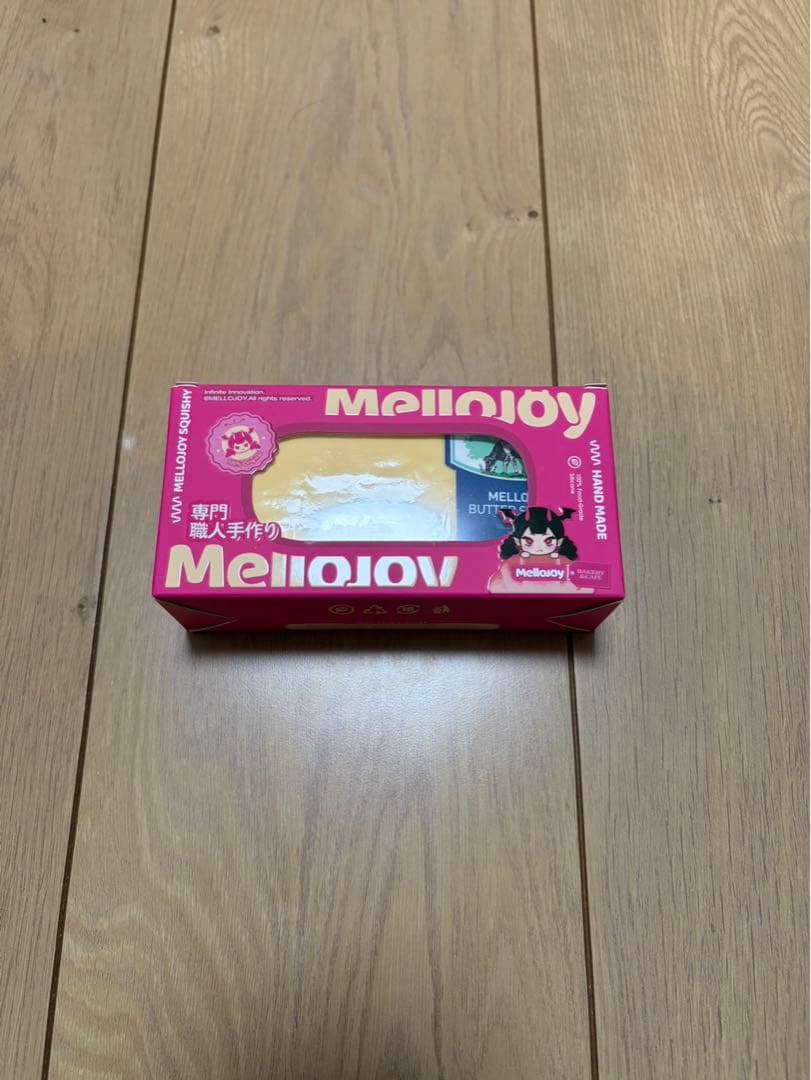 Infinite Innovation.
©MELLOJOY.All rights reserved.
Mellojoy
MELLOJOY SQUISHY
HAND MADE
100% Food-Grade
Silicone
MELLO
BUTTER S
専門
職人手作り
Mellojoy
Mellojoy
BAKERY
&CAFE